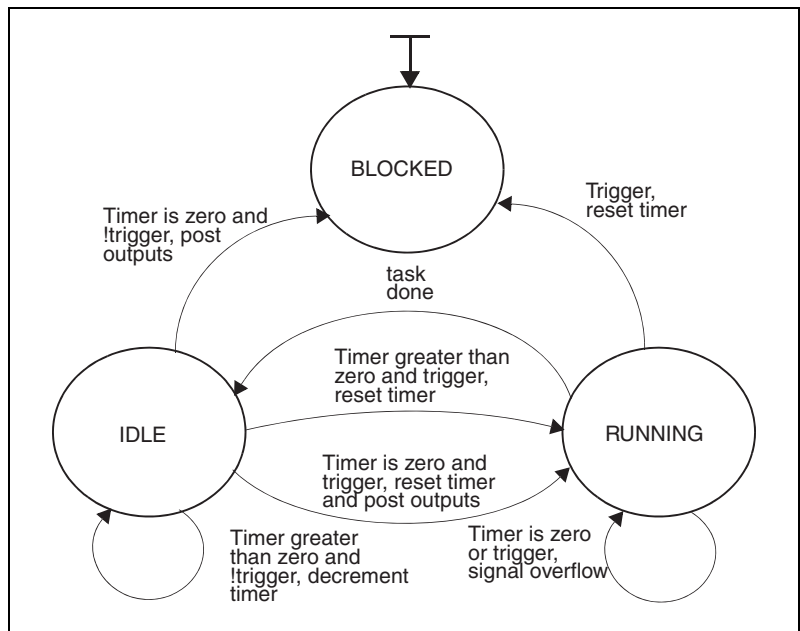 BLOCKED
Trigger,
reset timer
Timer is zero and
!trigger, post
outputs
task
done
Timer greater than
zero and trigger,
reset timer
IDLE
RUNNING
Timer is zero and
trigger, reset timer
and post outputs
Timer greater
than zero and
!trigger, decrement
timer
Timer is zero
or trigger,
signal overflow